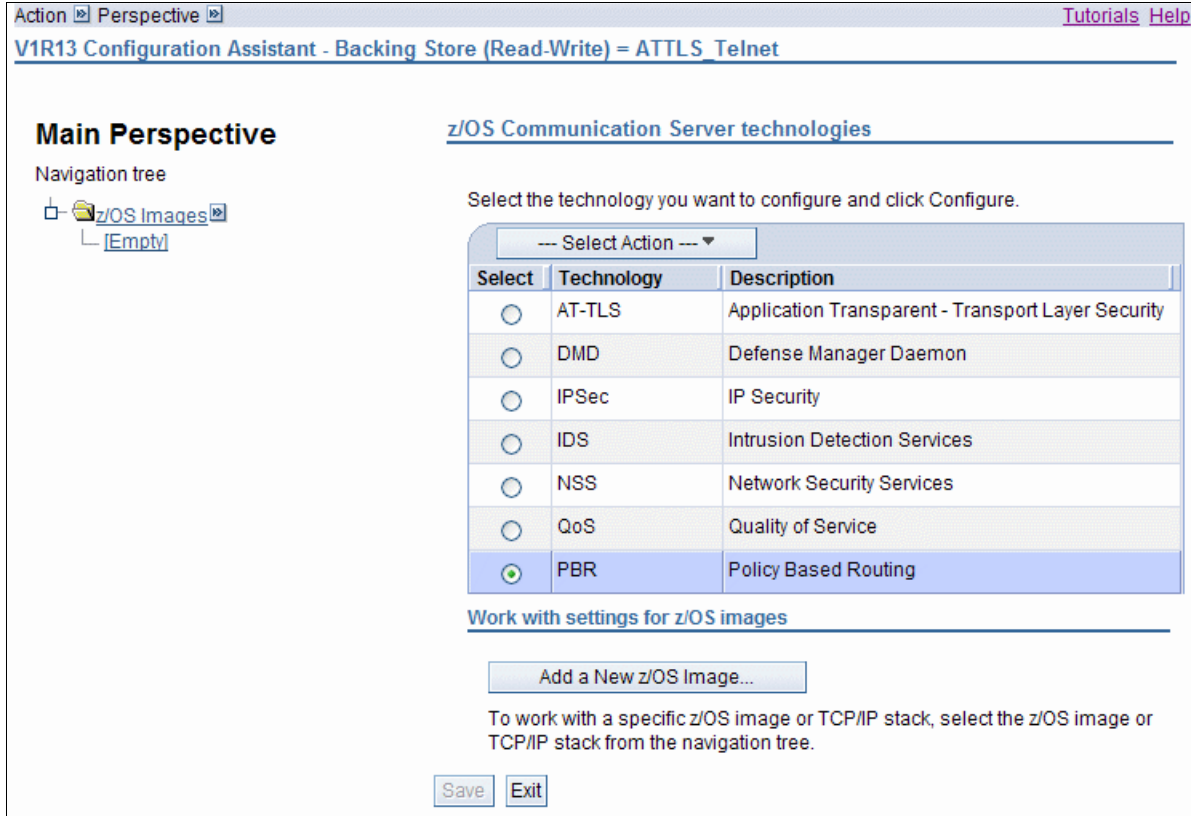 Action Perspective Tutorials Help
V1R13 Configuration Assistant - Backing Store (Read-Write) = ATTLS_Telnet
Main Perspective
Navigation tree
z/OS Images
[Empty]
z/OS Communication Server technologies
Select the technology you want to configure and click Configure.
--- Select Action ---
Select Technology Description
AT-TLS Application Transparent - Transport Layer Security
DMD Defense Manager Daemon
IPSec IP Security
IDS Intrusion Detection Services
NSS Network Security Services
QoS Quality of Service
PBR Policy Based Routing
Work with settings for z/OS images
Add a New z/OS Image...
To work with a specific z/OS image or TCP/IP stack, select the z/OS image or
TCP/IP stack from the navigation tree.
Save Exit